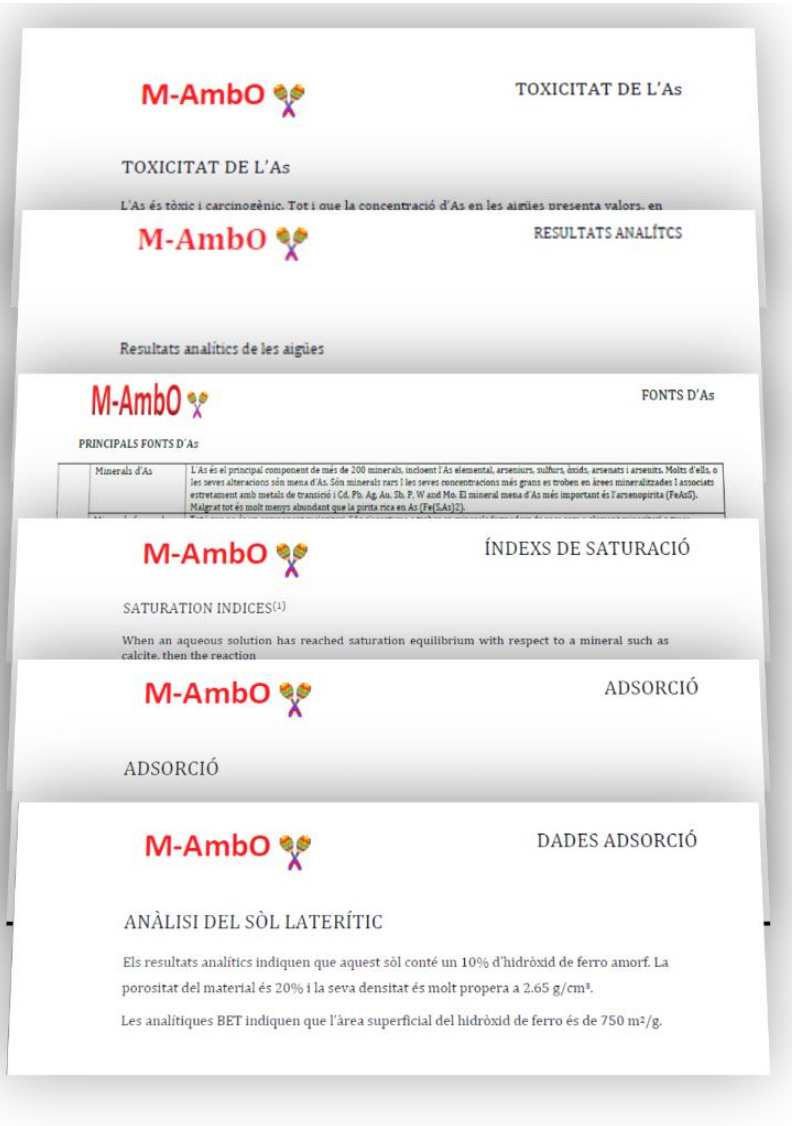 M-AmbO
TOXICITAT DE L'As
TOXICITAT DE L'As
L'As és tòxic i carcinogènic. Tot i que la concentració d'As en les aigües presenta valors, en
M-AmbO
RESULTATS ANALÍTCS
Resultats analítics de les aigües
M-AmbO
FONTS D'As
PRINCIPALS FONTS D'As
Minerals d'As
L'As és el principal component de més de 200 minerals, incloent l'As elemental, arseniurs, sulfurs, òxids, arsenats i arsenits. Molts d'ells, o
les seves alteracions són mena d'As. Són minerals rars I les seves concentracions més grans es troben en àrees mineralitzades I associats
estretament amb metals de transició i Cd, Pb, Ag, Au, Sb, P, W and Mo. El mineral mena d'As més important és l'arsenopirita (FeAsS).
Malgrat tot és molt menys abundant que la pirita rica en As (Fe(S,As)2).
M-AmbO
ÍNDEXS DE SATURACIÓ
SATURATION INDICES(1)
When an aqueous solution has reached saturation equilibrium with respect to a mineral such as
calcite, then the reaction
M-AmbO
ADSORCIÓ
ADSORCIÓ
M-AmbO
DADES ADSORCIÓ
ANÀLISI DEL SÒL LATERÍTIC
Els resultats analítics indiquen que aquest sòl conté un 10% d'hidròxid de ferro amorf. La
porositat del material és 20% i la seva densitat és molt propera a 2.65 g/cm³.
Les analítiques BET indiquen que l'àrea superficial del hidròxid de ferro és de 750 m²/g.